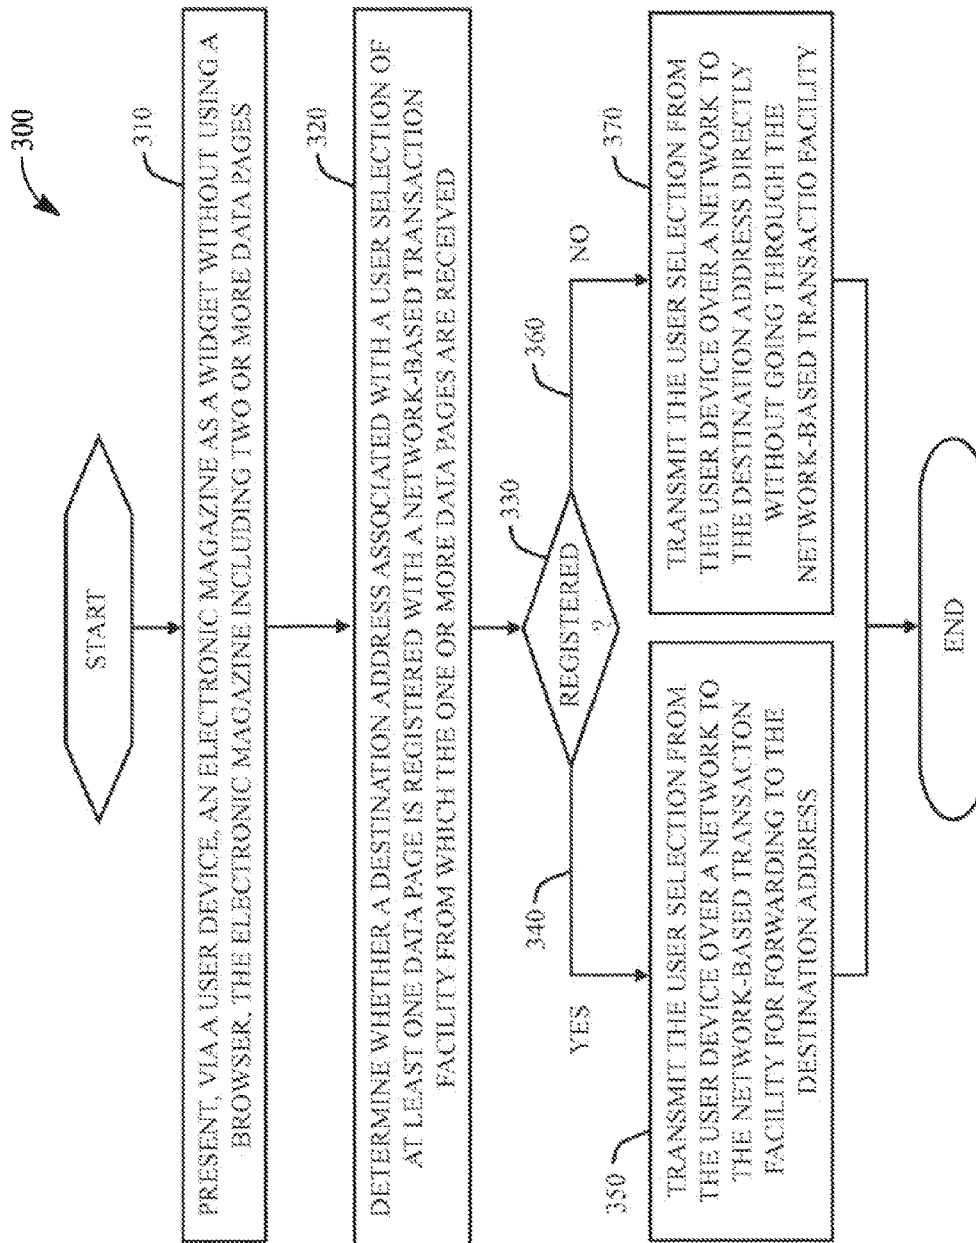 300
START
310
PRESENT, VIA A USER DEVICE, AN ELECTRONIC MAGAZINE AS A WIDGET WITHOUT USING A
BROWSER, THE ELECTRONIC MAGAZINE INCLUDING TWO OR MORE DATA PAGES
320
DETERMINE WHETHER A DESTINATION ADDRESS ASSOCIATED WITH A USER SELECTION OF
AT LEAST ONE DATA PAGE IS REGISTERED WITH A NETWORK-BASED TRANSACTION
FACILITY FROM WHICH THE ONE OR MORE DATA PAGES ARE RECEIVED
330
REGISTERED
?
340
YES
360
NO
350
TRANSMIT THE USER SELECTION FROM
THE USER DEVICE OVER A NETWORK TO
THE NETWORK-BASED TRANSACTON
FACILITY FOR FORWARDING TO THE
DESTINATION ADDRESS
370
TRANSMIT THE USER SELECTION FROM
THE USER DEVICE OVER A NETWORK TO
THE DESTINATION ADDRESS DIRECTLY
WITHOUT GOING THROUGH THE
NETWORK-BASED TRANSACTIO FACILITY
END